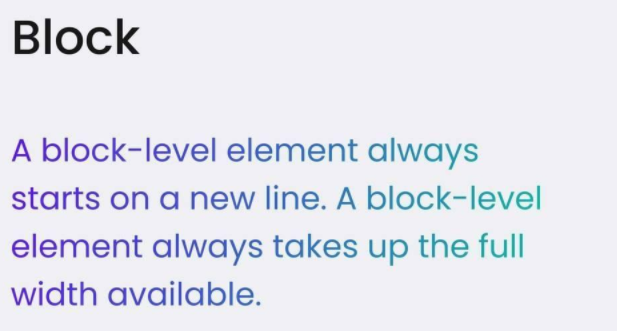 Block
A block-level element always
starts on a new line. A block-level
element always takes up the full
width available.